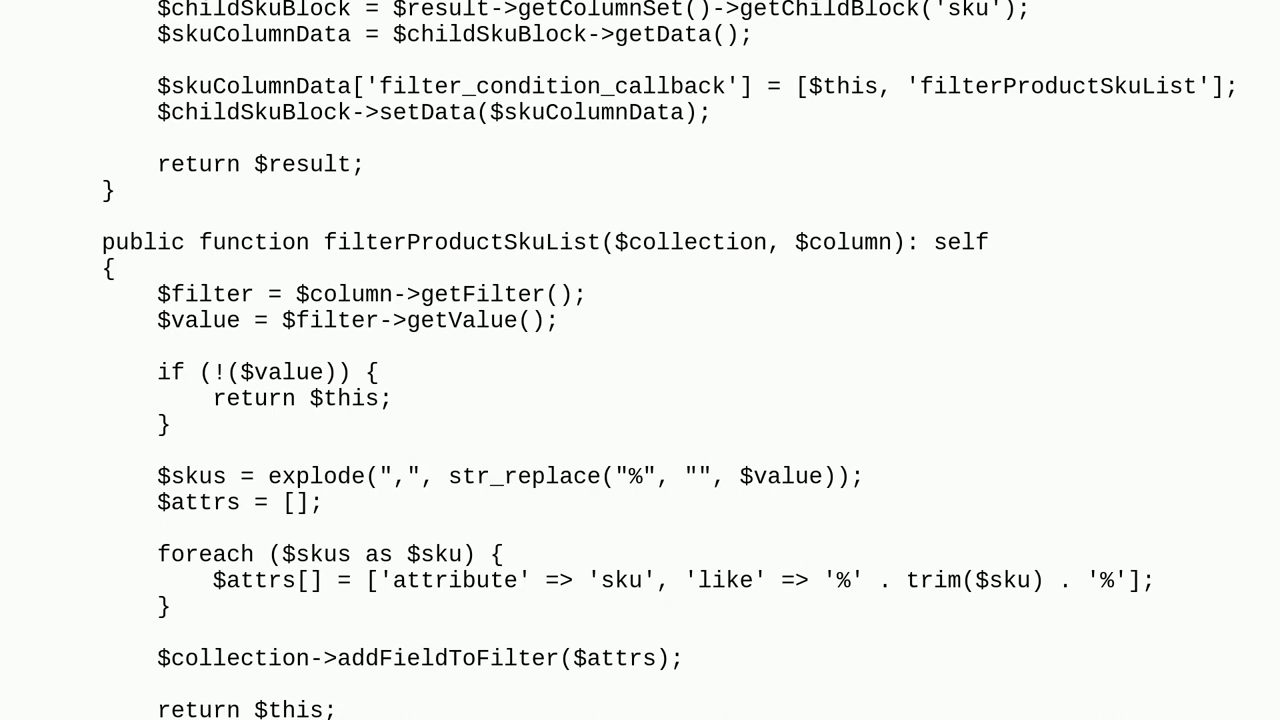 $childSkuBlock = $result->getColumnSet()->getChildBlock('sku');
$skuColumnData = $childSkuBlock->getData();
$skuColumnData['filter_condition_callback'] = [$this, 'filterProductSkuList'];
$childSkuBlock->setData($skuColumnData);
return $result;
}
public function filterProductSkuList($collection, $column): self
{
$filter = $column->getFilter();
$value = $filter->getValue();
if (!($value)) {
return $this;
}
$skus = explode(",", str_replace("%", "", $value));
$attrs = [];
foreach ($skus as $sku) {
$attrs[] = ['attribute' => 'sku', 'like' => '%' . trim($sku) . '%'];
}
$collection->addFieldToFilter($attrs);
return $this;